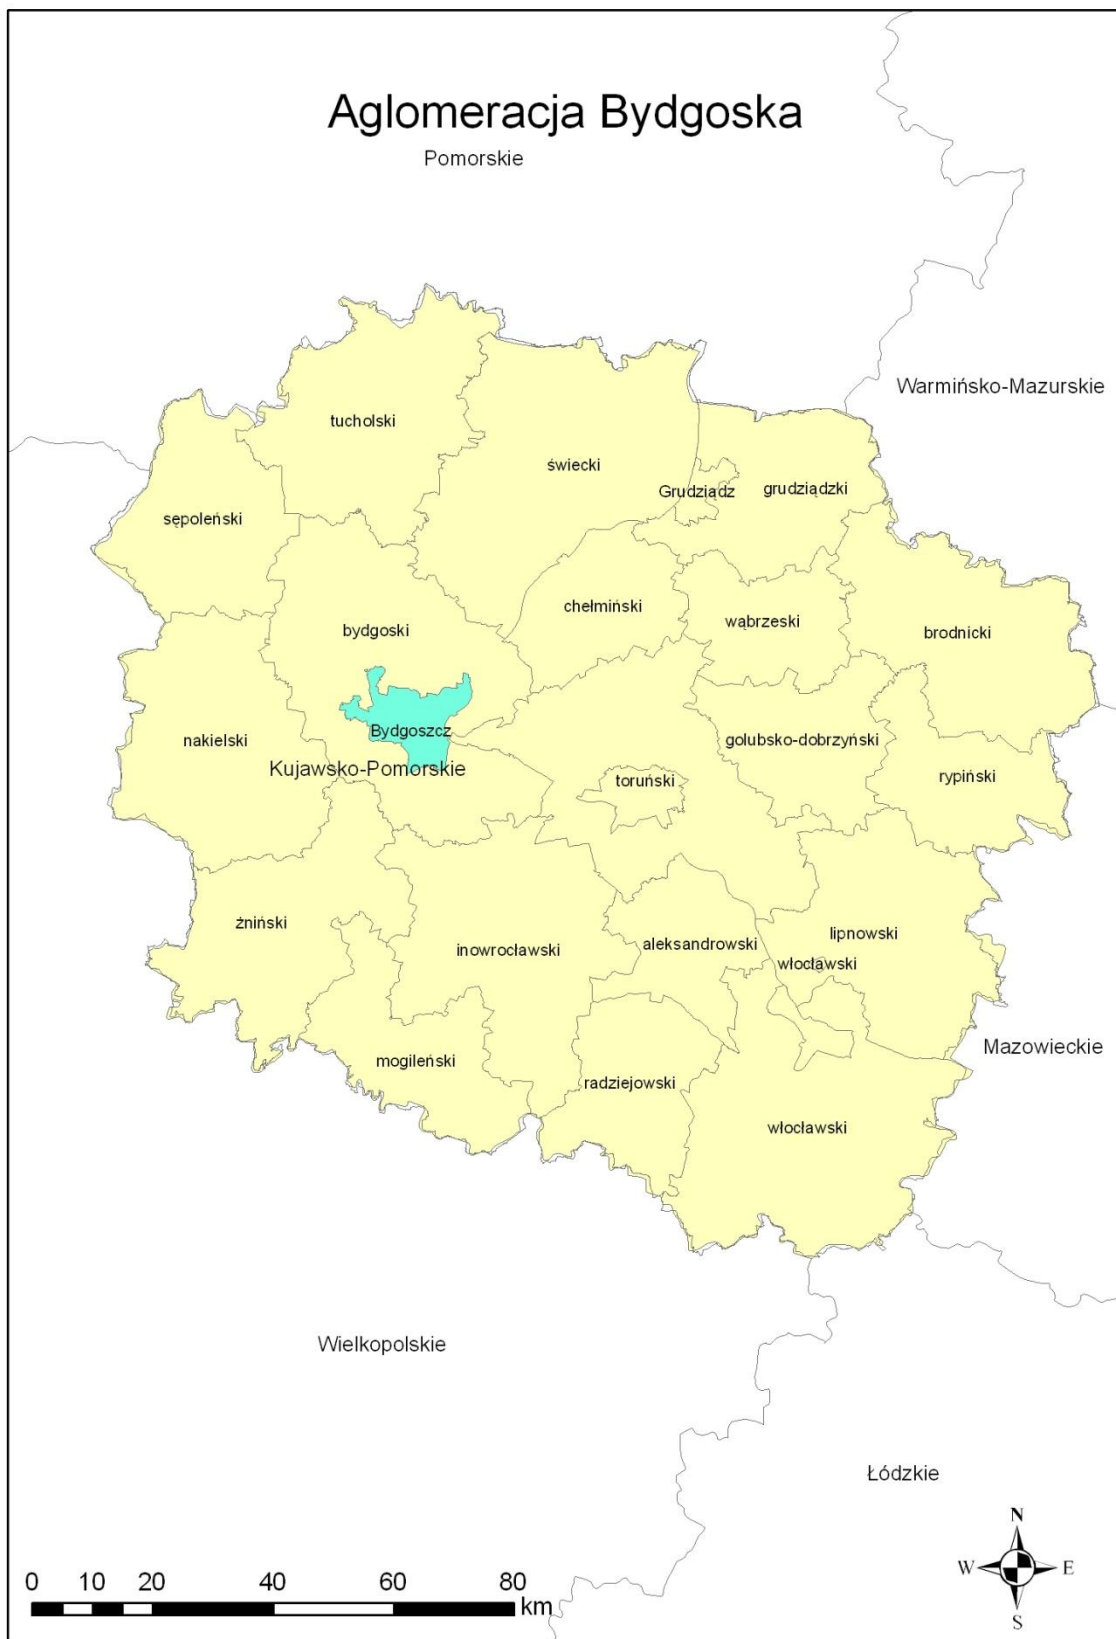 Aglomeracja Bydgoska
Pomorskie
Warmińsko-Mazurskie
tucholski
świecki
Grudziądz
grudziądzki
sępoleński
chełmiński
wąbrzeski
brodnicki
bydgoski
Bydgoszcz
nakielski
golubsko-dobrzyński
Kujawsko-Pomorskie
toruński
rypiński
żniński
inowrocławski
aleksandrowski
lipnowski
włocławski
mogileński
radziejowski
Mazowieckie
włocławski
Wielkopolskie
Łódzkie
N
W E
S
0 10 20 40 60 80
km